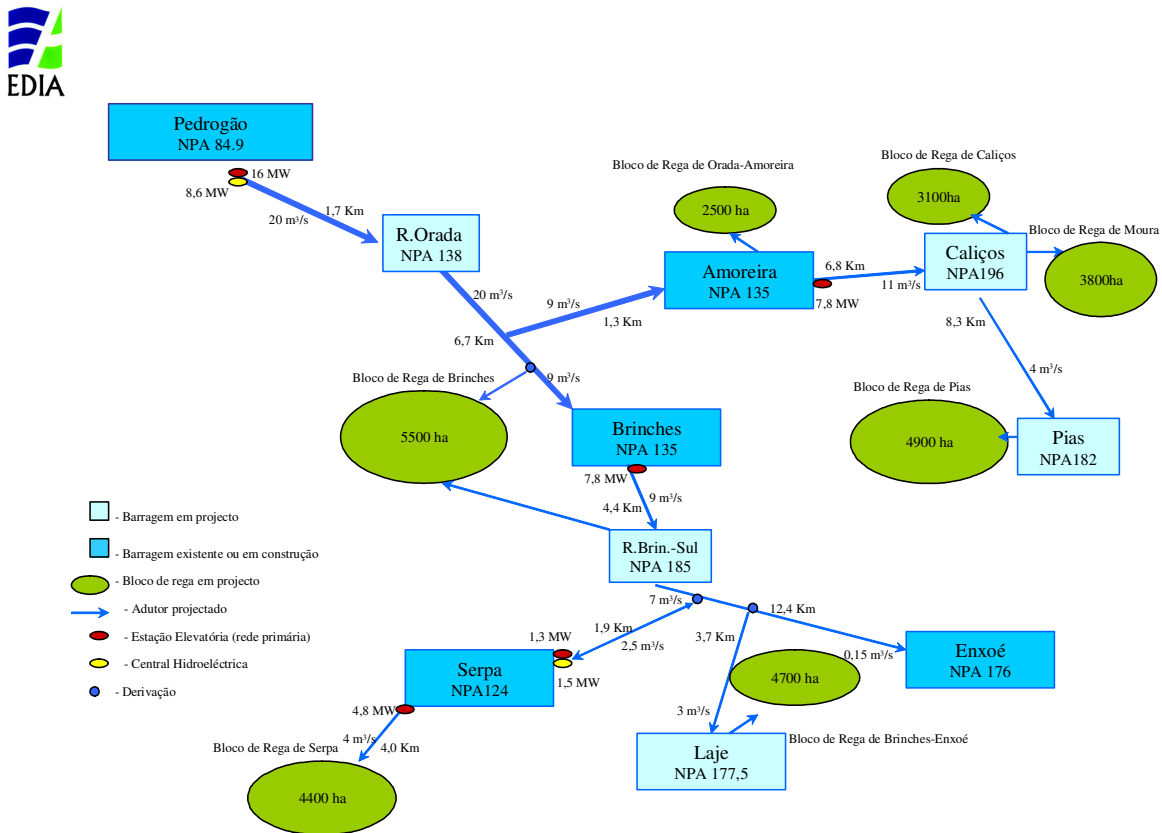 EDIA
Pedrogão
NPA 84.9
16 MW
8,6 MW
1,7 Km
20 m³/s
R.Orada
NPA 138
Bloco de Rega de Orada-Amoreira
2500 ha
Bloco de Rega de Caliços
3100ha
Bloco de Rega de Moura
3800ha
Amoreira
NPA 135
6,8 Km
11 m³/s
7,8 MW
Caliços
NPA196
20 m³/s
9 m³/s
1,3 Km
6,7 Km
8,3 Km
4 m³/s
Bloco de Rega de Brinches
9 m³/s
5500 ha
Bloco de Rega de Pias
4900 ha
Pias
NPA182
Brinches
NPA 135
7,8 MW
9 m³/s
4,4 Km
R.Brin.-Sul
NPA 185
- Barragem em projecto
- Barragem existente ou em construção
- Bloco de rega em projecto
- Adutor projectado
- Estação Elevatória (rede primária)
- Central Hidroeléctrica
- Derivação
7 m³/s
12,4 Km
1,9 Km
2,5 m³/s
3,7 Km
1,3 MW
1,5 MW
Serpa
NPA124
4,8 MW
0,15 m³/s
Enxoé
NPA 176
4700 ha
3 m³/s
Bloco de Rega de Brinches-Enxoé
Laje
NPA 177,5
4 m³/s
4,0 Km
Bloco de Rega de Serpa
4400 ha